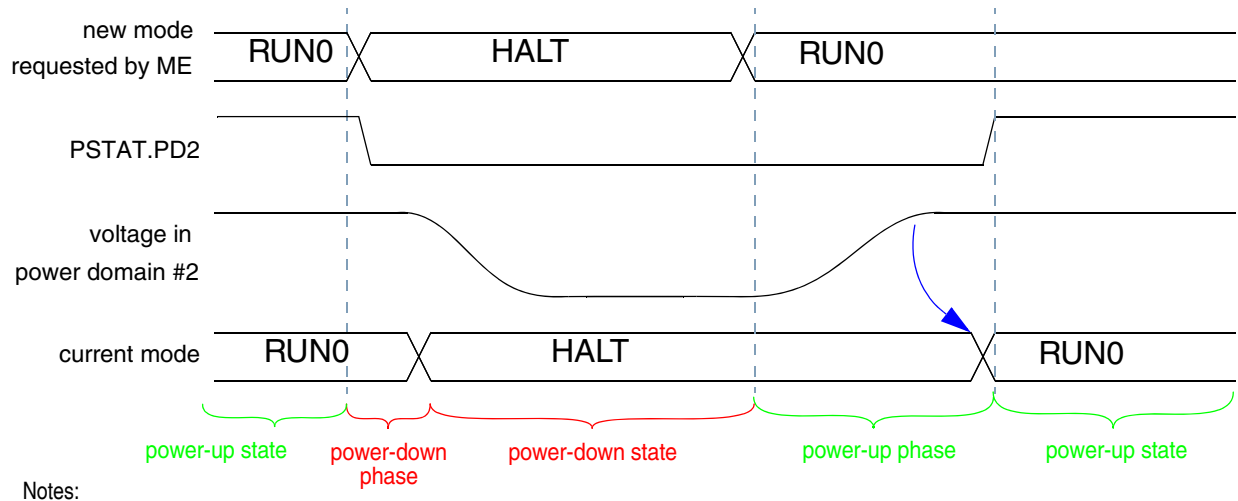 new mode
requested by ME
RUN0
HALT
RUN0
PSTAT.PD2
voltage in
power domain #2
current mode
RUN0
HALT
RUN0
power-up state
power-down
phase
power-down state
power-up phase
power-up state
Notes: